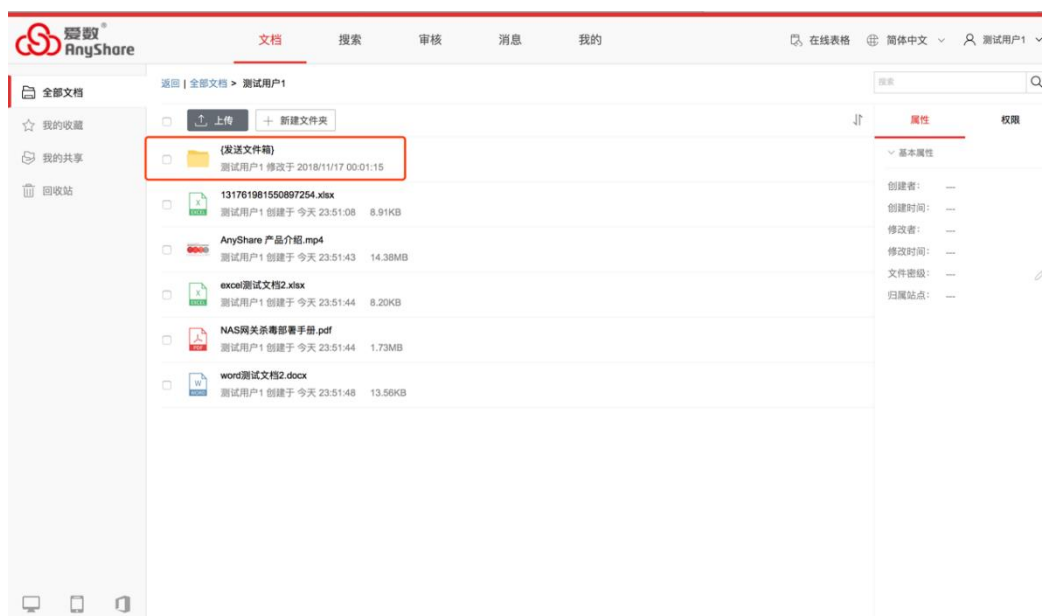 爱数®
AnyShare
文档 搜索 审核 消息 我的 在线表格 简体中文 测试用户1
全部文档
我的收藏
我的共享
回收站
返回 | 全部文档 > 测试用户1
搜索
上传 新建文件夹
{发送文件箱}
测试用户1 修改于 2018/11/17 00:01:15
131761981550897254.xlsx
测试用户1 创建于 今天 23:51:08 8.91KB
AnyShare 产品介绍.mp4
测试用户1 创建于 今天 23:51:43 14.38MB
excel测试文档2.xlsx
测试用户1 创建于 今天 23:51:44 8.20KB
NAS网关杀毒部署手册.pdf
测试用户1 创建于 今天 23:51:44 1.73MB
word测试文档2.docx
测试用户1 创建于 今天 23:51:48 13.56KB
属性 权限
基本属性
创建者: ---
创建时间: ---
修改者: ---
修改时间: ---
文件密级: ---
归属站点: ---
X
EXCEL
X
EXCEL
PDF
W
WORD